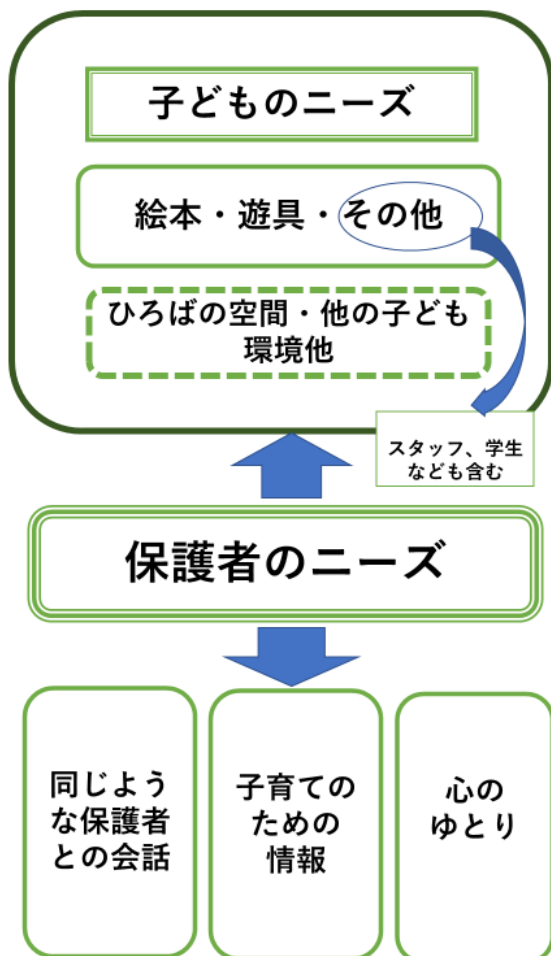 子どものニーズ
絵本・遊具・その他
ひろばの空間・他の子ども
環境他
スタッフ、学生
なども含む
保護者のニーズ
同じよう
な保護者
との会話
子育ての
ための
情報
心の
ゆとり